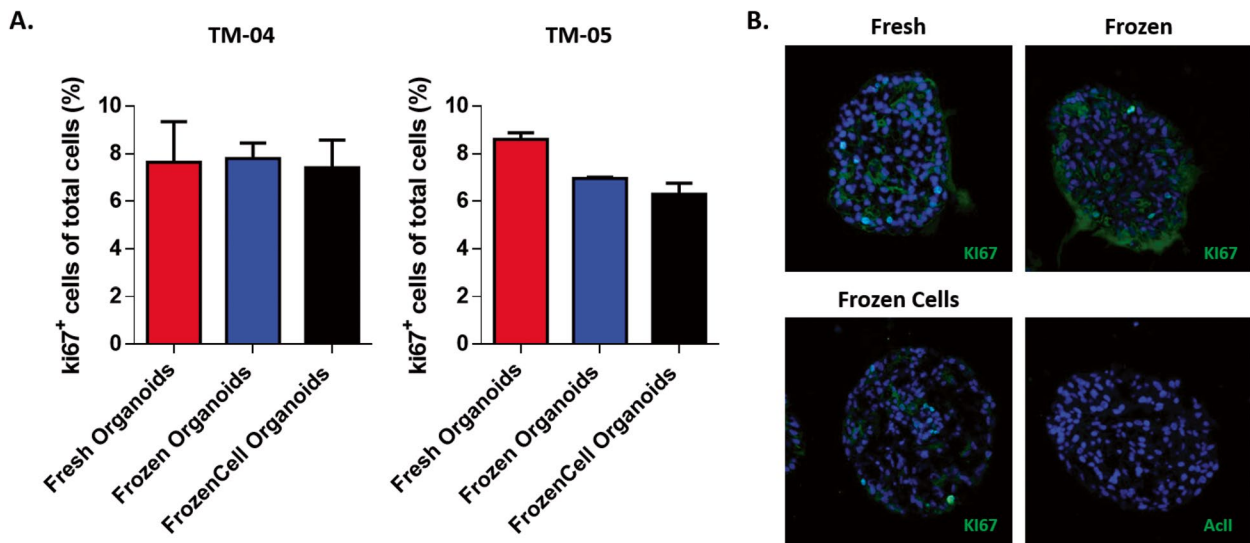 A.
TM-04
ki67+ cells of total cells (%)
10
8
6
4
2
0
Fresh Organoids
Frozen Organoids
FrozenCell Organoids
TM-05
ki67+ cells of total cells (%)
10
8
6
4
2
0
Fresh Organoids
Frozen Organoids
FrozenCell Organoids
B.
Fresh
KI67
Frozen
KI67
Frozen Cells
KI67
AcII